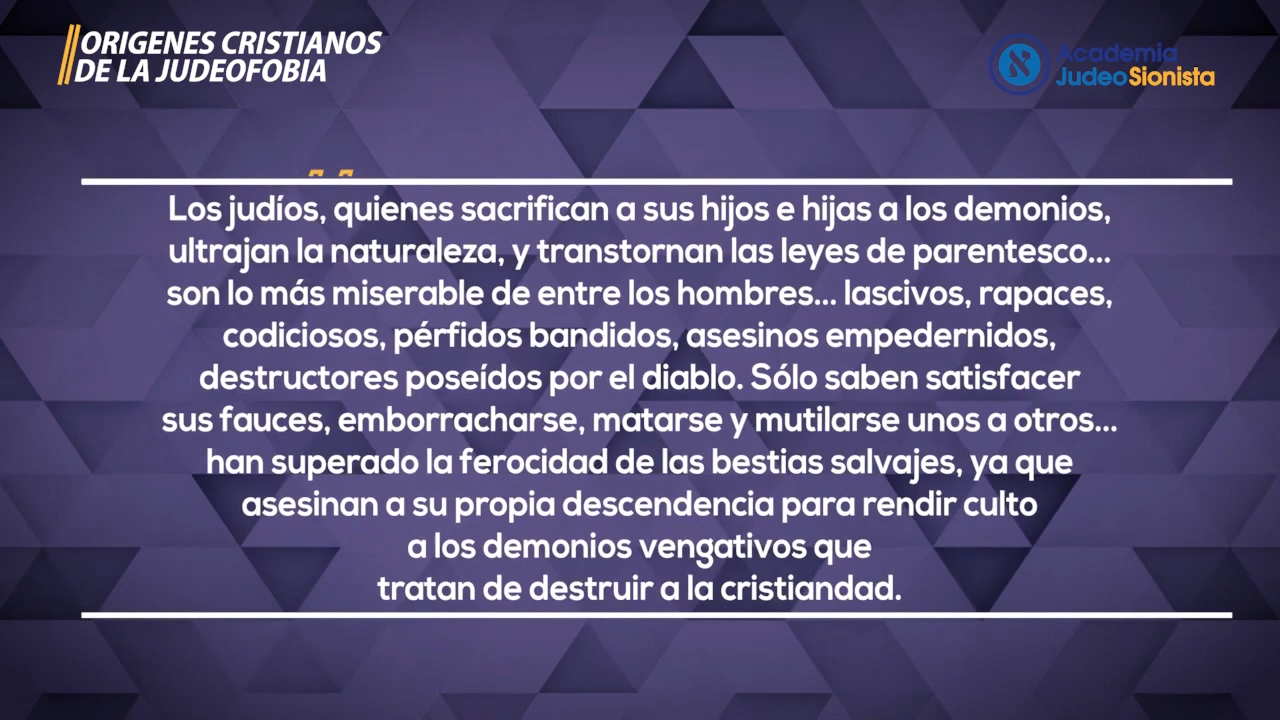 ORIGENES CRISTIANOS
DE LA JUDEOFOBIA
Academia
JudeoSionista
Los judíos, quienes sacrifican a sus hijos e hijas a los demonios,
ultrajan la naturaleza, y transtornan las leyes de parentesco...
son lo más miserable de entre los hombres... lascivos, rapaces,
codiciosos, pérfidos bandidos, asesinos empedernidos,
destructores poseídos por el diablo. Sólo saben satisfacer
sus fauces, emborracharse, matarse y mutilarse unos a otros...
han superado la ferocidad de las bestias salvajes, ya que
asesinan a su propia descendencia para rendir culto
a los demonios vengativos que
tratan de destruir a la cristiandad.